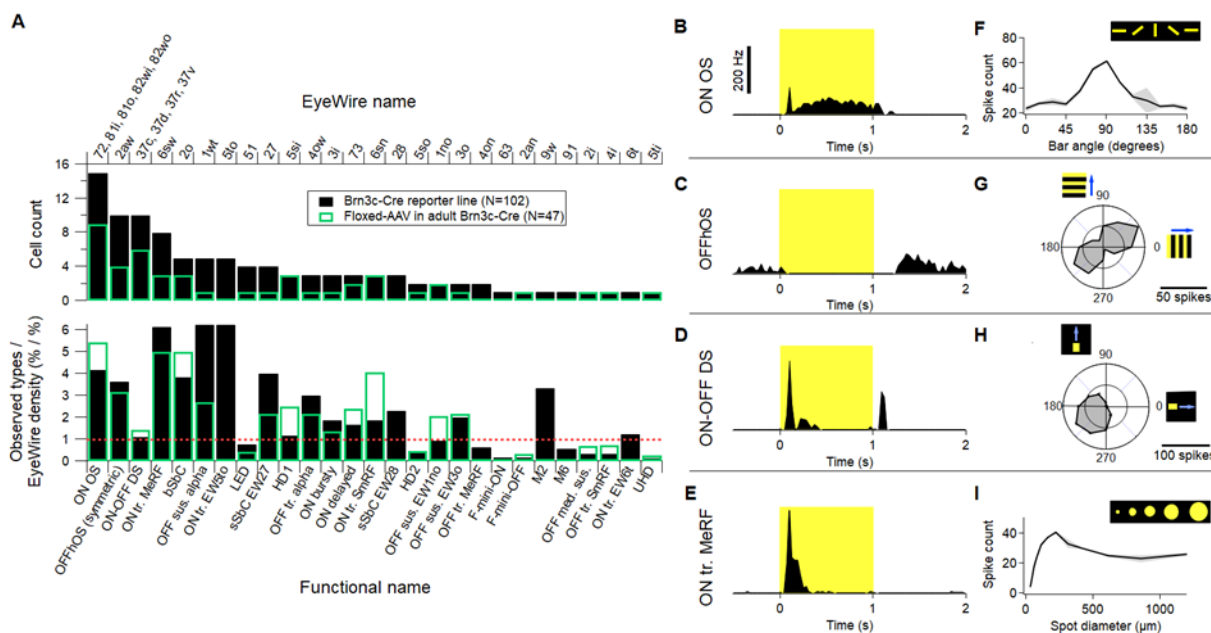 A
EyeWire name
72, 81i, 81o, 82wi, 82wo
2aw
37c, 37d, 37r, 37v
6sw
2o
1wt
5to
51
27
5si
4ow
3i
73
6sn
28
5so
1no
3o
4on
63
2an
9w
91
2i
4i
6t
5ti
16
12
8
4
0
Cell count
Brn3c-Cre reporter line (N=102)
Floxed-AAV in adult Brn3c-Cre (N=47)
6
5
4
3
2
1
0
Observed types /
EyeWire density (% / %)
ON OS
OFFhOS (symmetric)
ON-OFF DS
ON tr. MeRF
bSbC
OFF sus. alpha
ON tr. EW5to
LED
sSbC EW27
HD1
OFF tr. alpha
ON bursty
ON delayed
ON tr. SmRF
sSbC EW28
HD2
OFF sus. EW1no
OFF sus. EW3o
OFF tr. MeRF
F-mini-ON
F-mini-OFF
M2
M6
OFF med. sus.
OFF tr. SmRF
ON tr. EW6t
UHD
Functional name
B
ON OS
200 Hz
0 1 2
Time (s)
C
OFFhOS
0 1 2
Time (s)
D
ON-OFF DS
0 1 2
Time (s)
E
ON tr. MeRF
0 1 2
Time (s)
F
Spike count
80
60
40
20
0 45 90 135 180
Bar angle (degrees)
G
90
180
0
270
50 spikes
H
90
180
0
270
100 spikes
I
Spike count
60
40
20
0
0 500 1000
Spot diameter (µm)